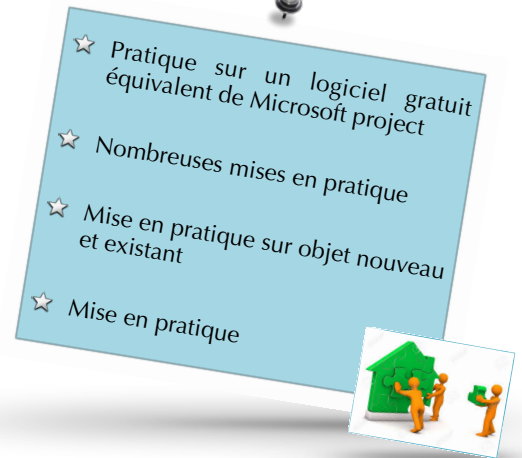 Pratique sur un logiciel gratuit
équivalent de Microsoft project
Nombreuses mises en pratique
Mise en pratique sur objet nouveau
et existant
Mise en pratique